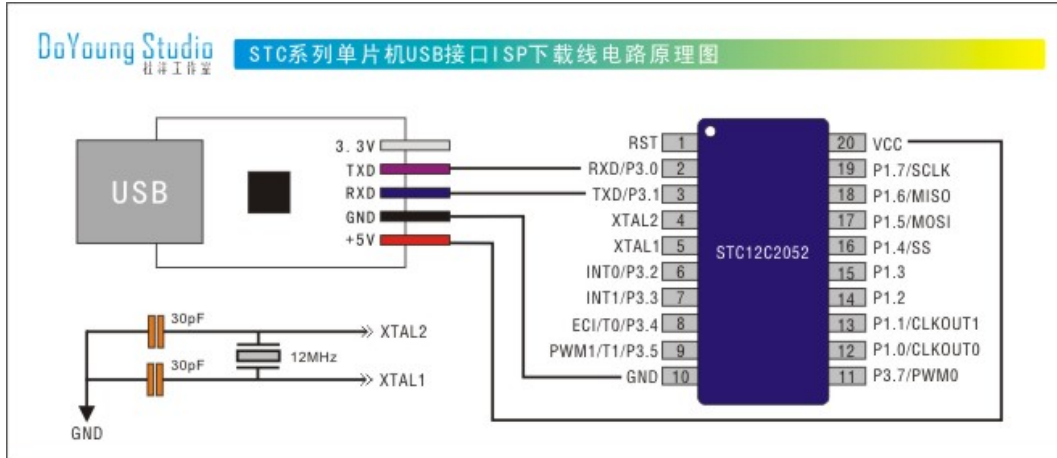 DoYoung Studio
杜洋工作室
STC系列单片机USB接口ISP下载线电路原理图
USB
3.3V
TXD
RXD
GND
+5V
RST 1
RXD/P3.0 2
TXD/P3.1 3
XTAL2 4
XTAL1 5
INT0/P3.2 6
INT1/P3.3 7
ECI/T0/P3.4 8
PWM1/T1/P3.5 9
GND 10
STC12C2052
20 VCC
19 P1.7/SCLK
18 P1.6/MISO
17 P1.5/MOSI
16 P1.4/SS
15 P1.3
14 P1.2
13 P1.1/CLKOUT1
12 P1.0/CLKOUT0
11 P3.7/PWM0
30pF
XTAL2
12MHz
30pF
XTAL1
GND